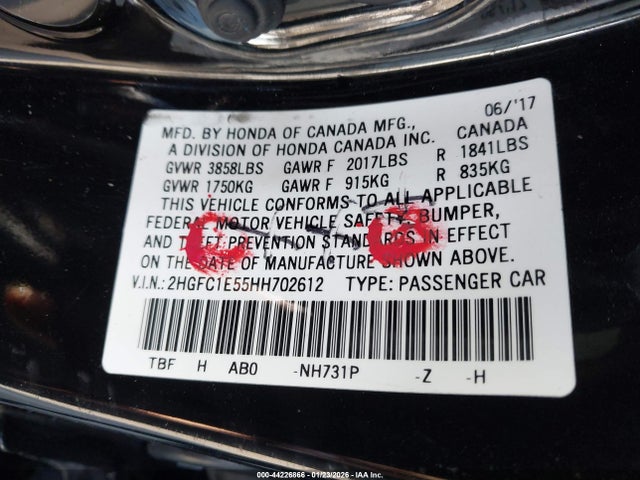 06/'17
MFD. BY HONDA OF CANADA MFG., CANADA
A DIVISION OF HONDA CANADA INC.
GVWR 3858LBS GAWR F 2017LBS R 1841LBS
GVWR 1750KG GAWR F 915KG R 835KG
THIS VEHICLE CONFORMS TO ALL APPLICABLE
FEDERAL MOTOR VEHICLE SAFETY, BUMPER,
AND THEFT PREVENTION STANDARDS IN EFFECT
ON THE DATE OF MANUFACTURE SHOWN ABOVE.
V.I.N.: 2HGFC1E55HH702612 TYPE: PASSENGER CAR
TBF H AB0 -NH731P -Z -H
000-44226866 - 01/23/2026 - IAA Inc.